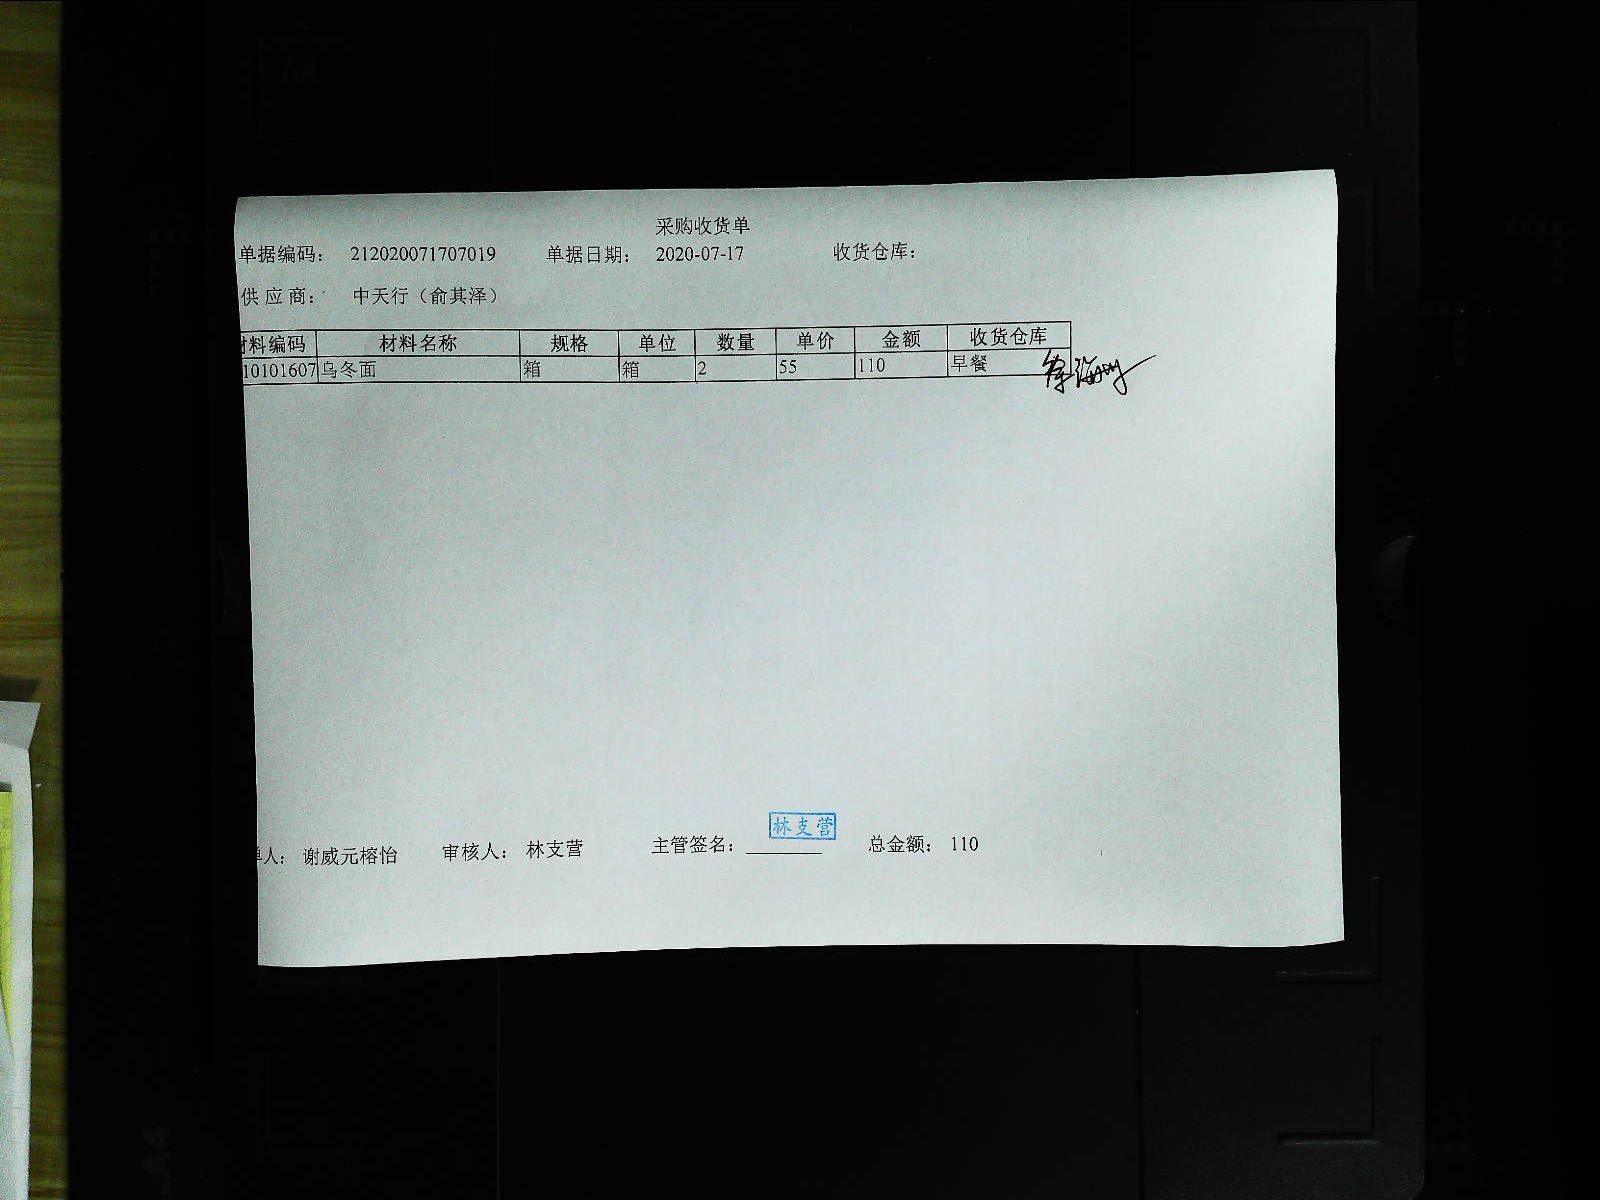 采购收货单
单据编码： 212020071707019 单据日期： 2020-07-17 收货仓库：
供 应 商： 中天行（俞其泽）
材料编码 材料名称 规格 单位 数量 单价 金额 收货仓库
10101607 乌冬面 箱 箱 2 55 110 早餐
林支营
单人： 谢威元榕怡 审核人： 林支营 主管签名： 总金额： 110